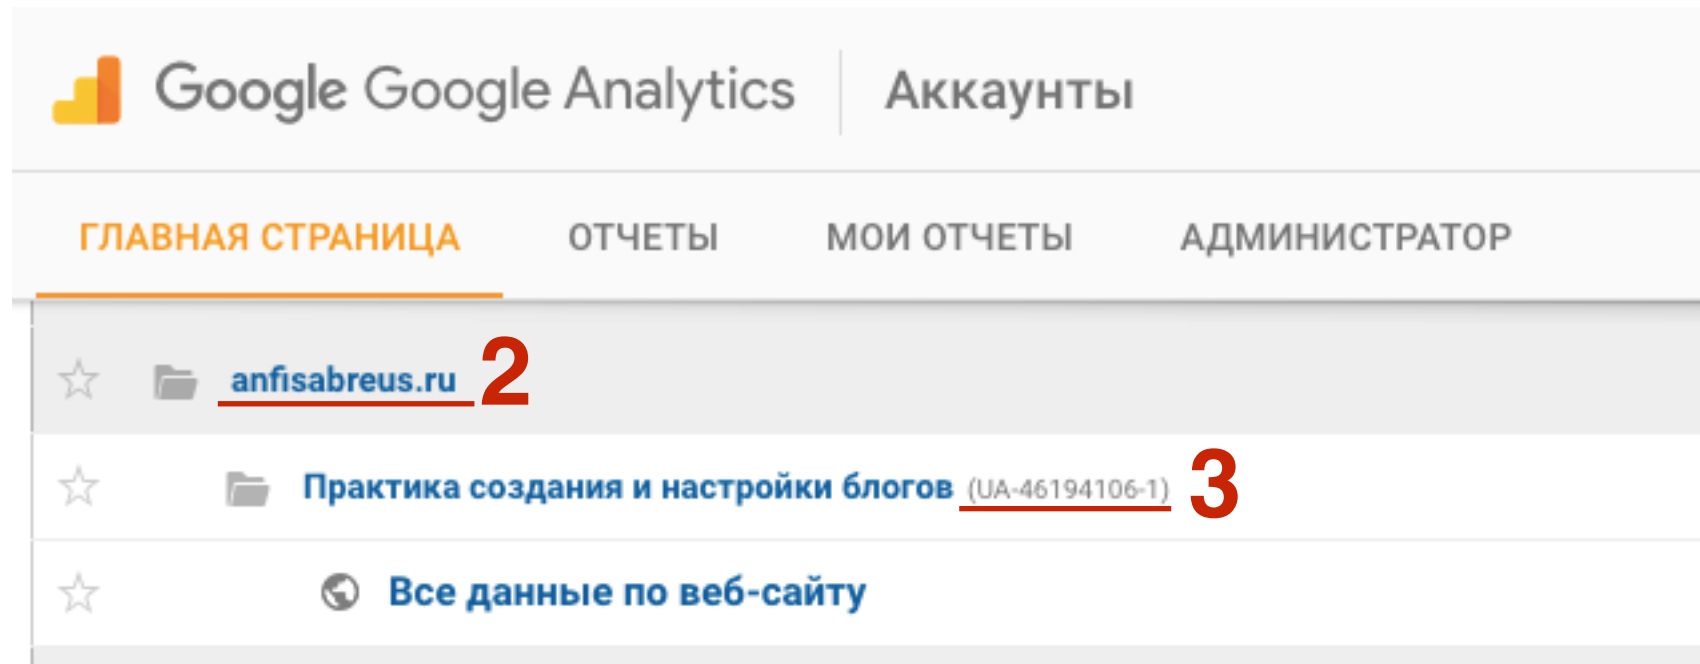 Google Google Analytics Аккаунты
ГЛАВНАЯ СТРАНИЦА ОТЧЕТЫ МОИ ОТЧЕТЫ АДМИНИСТРАТОР
anfisabreus.ru 2
Практика создания и настройки блогов (UA-46194106-1) 3
Все данные по веб-сайту